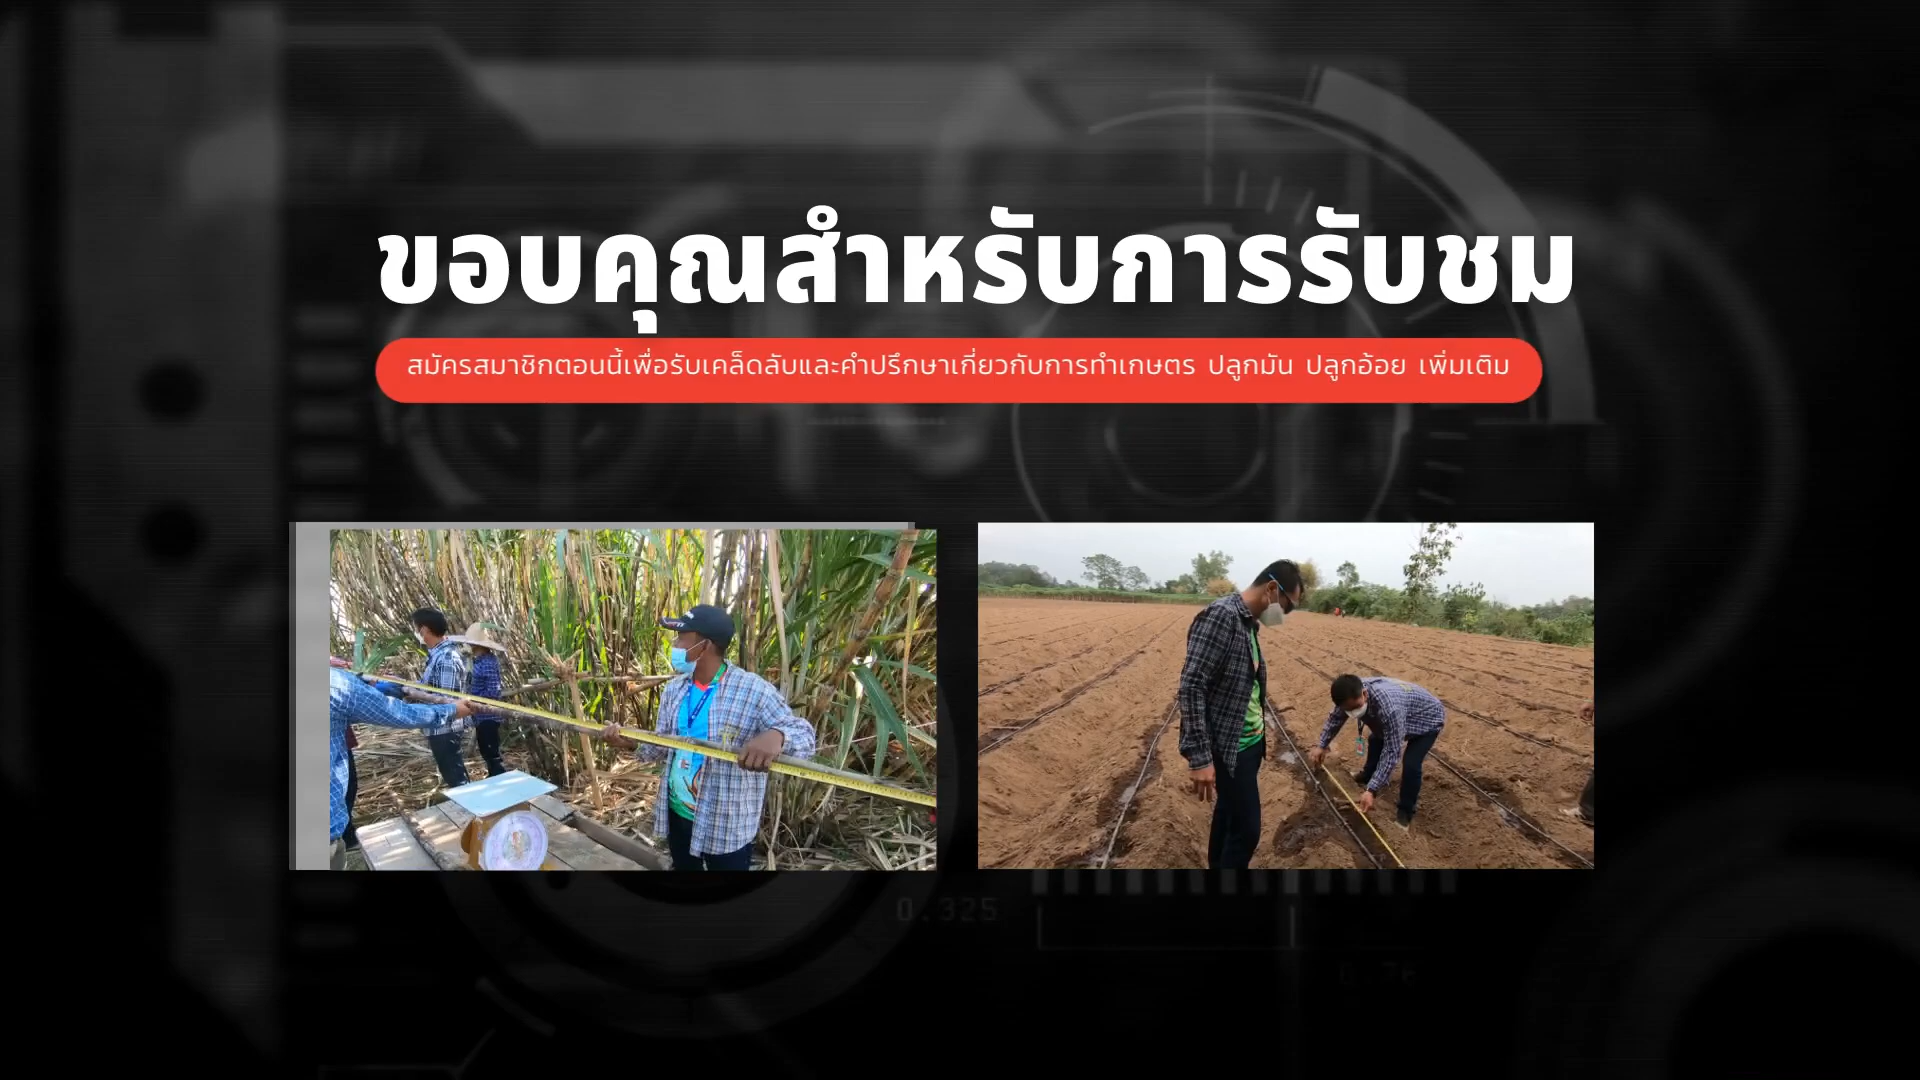 ขอบคุณสำหรับการรับชม
สมัครสมาชิกตอนนี้เพื่อรับเคล็ดลับและคำปรึกษาเกี่ยวกับการทำเกษตร ปลูกมัน ปลูกอ้อย เพิ่มเติม
0.325